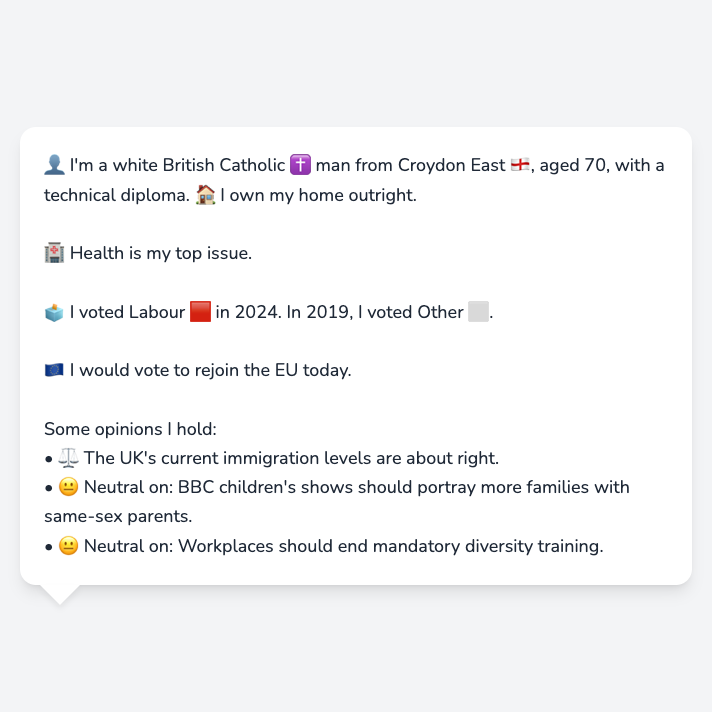 👤 I'm a white British Catholic ✝️ man from Croydon East 🏴󠁧󠁢󠁥󠁮󠁧󠁿, aged 70, with a
technical diploma. 🏠 I own my home outright.
🏥 Health is my top issue.
🗳️ I voted Labour 🟥 in 2024. In 2019, I voted Other ⬜.
🇪🇺 I would vote to rejoin the EU today.
Some opinions I hold:
• ⚖️ The UK's current immigration levels are about right.
• 😐 Neutral on: BBC children's shows should portray more families with
same-sex parents.
• 😐 Neutral on: Workplaces should end mandatory diversity training.